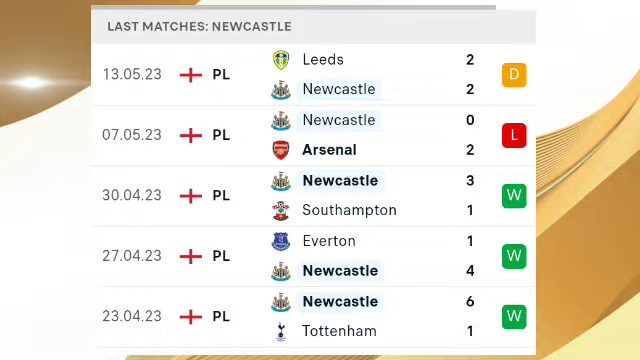 LAST MATCHES: NEWCASTLE
Leeds 2
13.05.23 PL D
Newcastle 2
Newcastle 0
07.05.23 PL L
Arsenal 2
Newcastle 3
30.04.23 PL W
Southampton 1
Everton 1
27.04.23 PL W
Newcastle 4
Newcastle 6
23.04.23 PL W
Tottenham 1